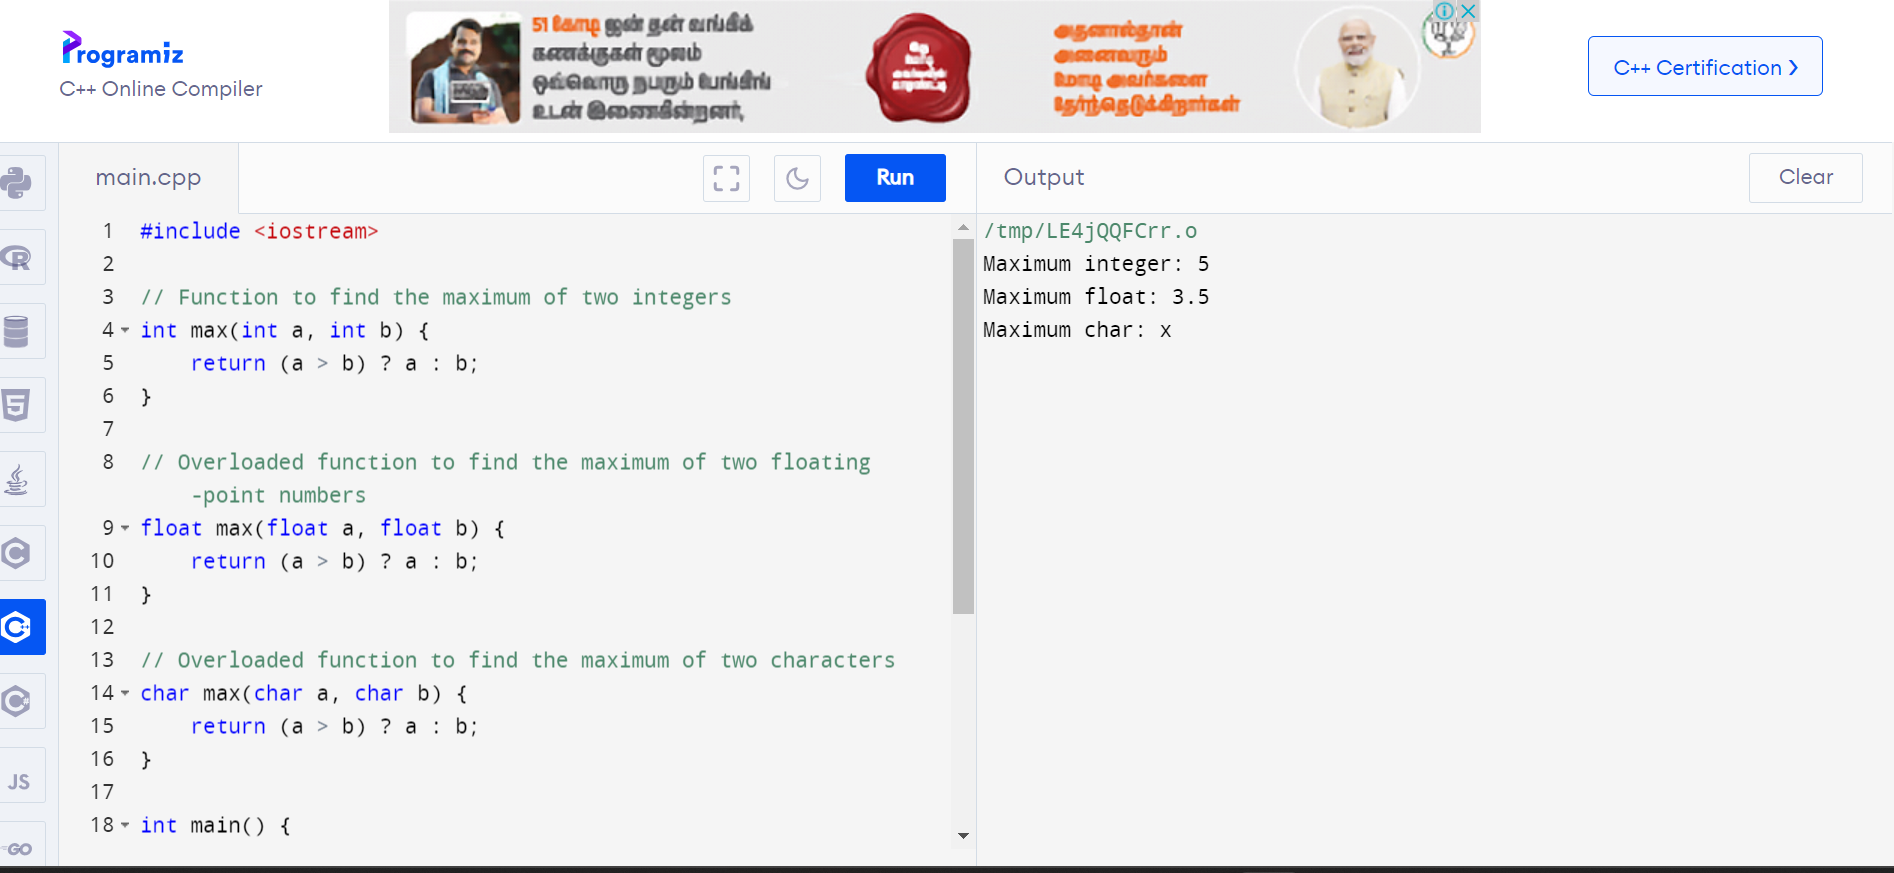 Programiz
C++ Online Compiler
51 கோடி ஜன் தன் வங்கிக்
கணக்குகள் மூலம்
ஒவ்வொரு நபரும் பேங்கிங்
உடன் இணைகின்றனர்,
அதனால்தான்
அனைவரும்
மோடி அவர்களை
தேர்ந்தெடுக்கிறார்கள்
C++ Certification
main.cpp
Run
Output
Clear
1 #include <iostream>
2
3 // Function to find the maximum of two integers
4 int max(int a, int b) {
5 return (a > b) ? a : b;
6 }
7
8 // Overloaded function to find the maximum of two floating
-point numbers
9 float max(float a, float b) {
10 return (a > b) ? a : b;
11 }
12
13 // Overloaded function to find the maximum of two characters
14 char max(char a, char b) {
15 return (a > b) ? a : b;
16 }
17
18 int main() {
/tmp/LE4jQQFCrr.o
Maximum integer: 5
Maximum float: 3.5
Maximum char: x
R
5
C
C++
C#
JS
GO